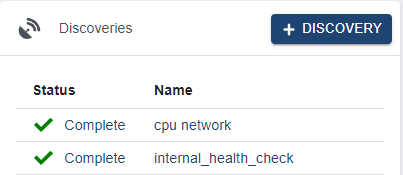 Discoveries
+ DISCOVERY
Status Name
Complete cpu network
Complete internal_health_check